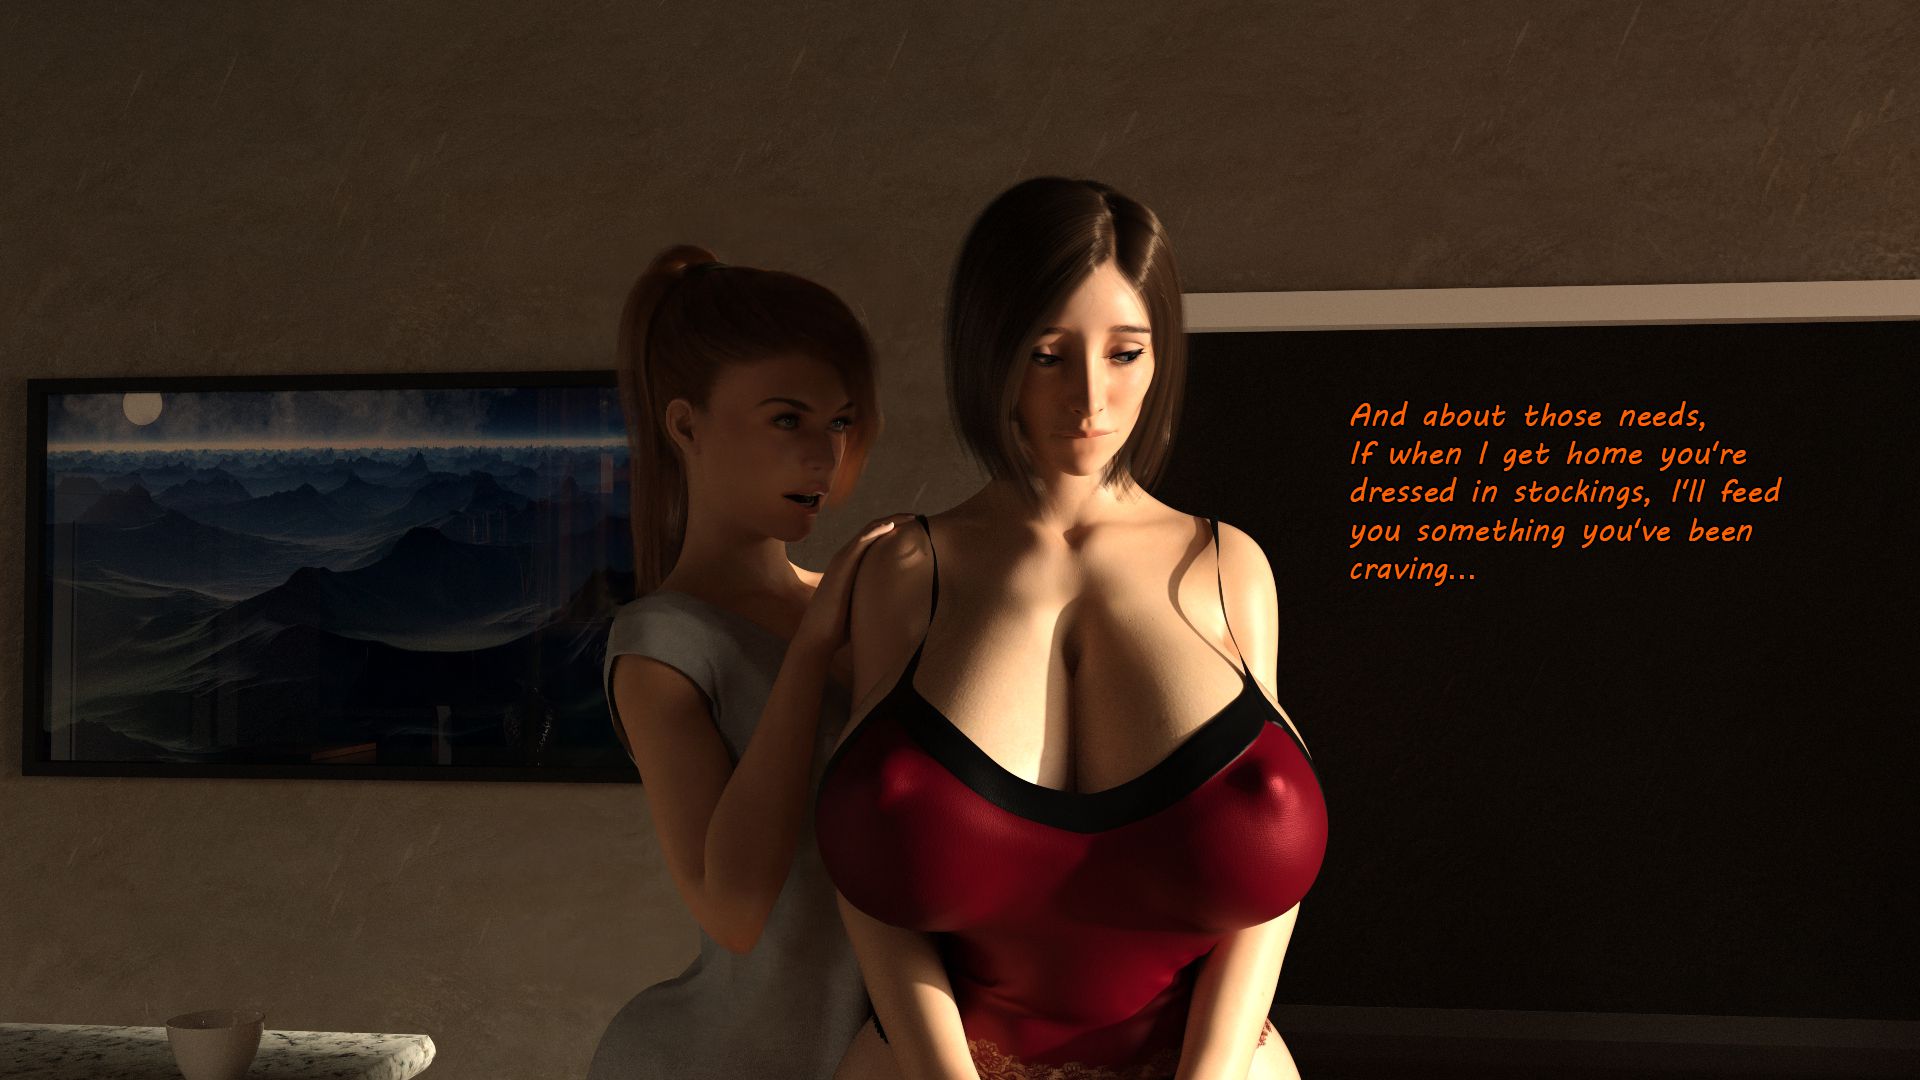 And about those needs,
If when I get home you're
dressed in stockings, I'll feed
you something you've been
craving...